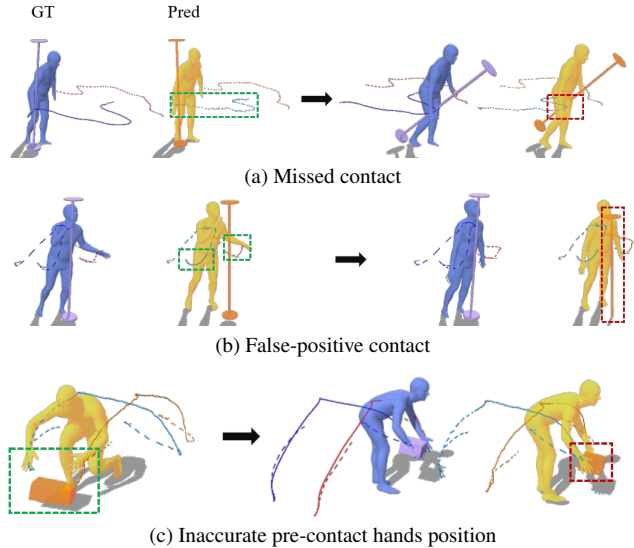 GT Pred
(a) Missed contact
(b) False-positive contact
(c) Inaccurate pre-contact hands position